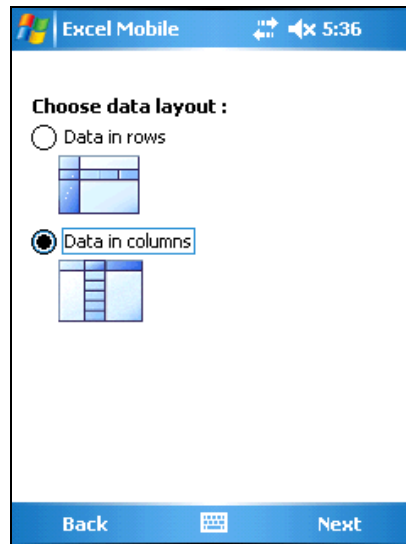 Excel Mobile 5:36
Choose data layout :
Data in rows
Data in columns
Back Next